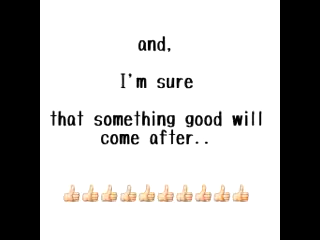 and,
I'm sure
that something good will
come after..
👍🏻👍🏻👍🏻👍🏻👍🏻👍🏻👍🏻👍🏻👍🏻👍🏻